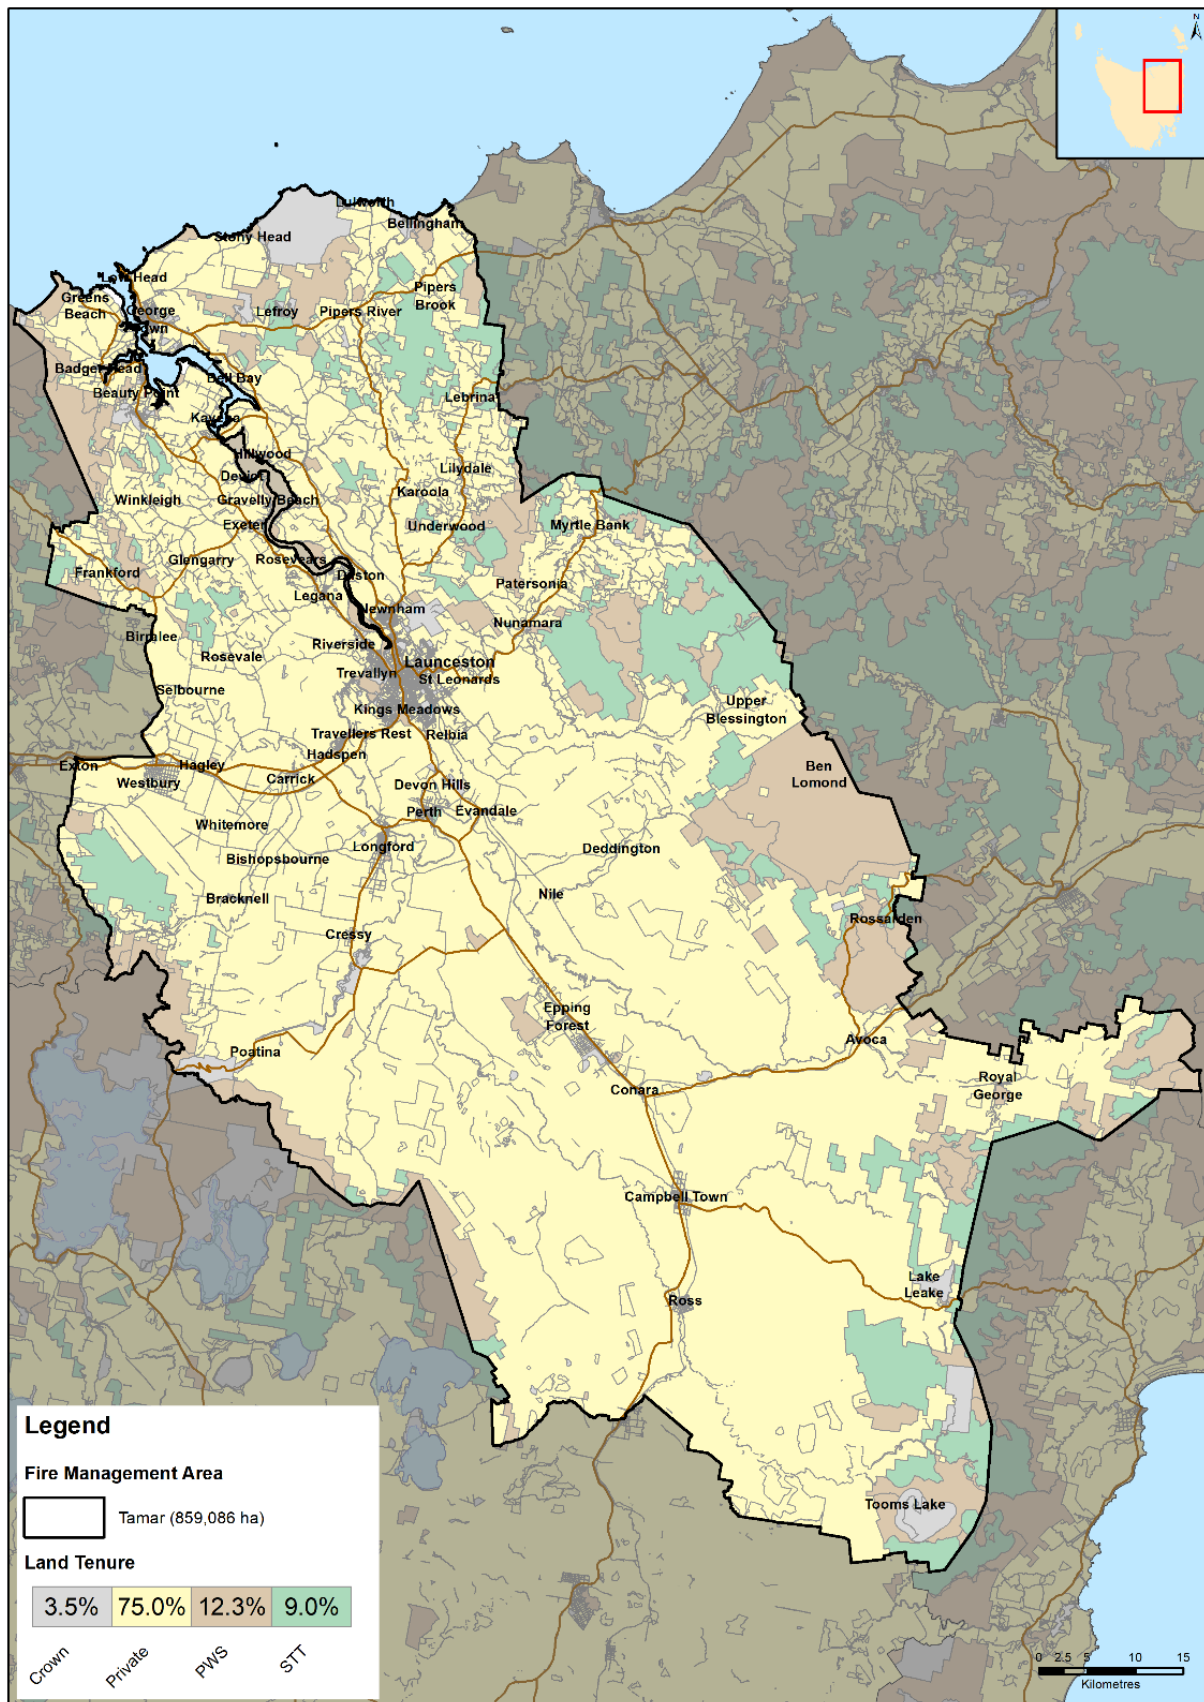 N
Lulworth
Bellingham
Stony Head
Low Head
Greens
Beach
George
Town
Lefroy
Pipers River
Pipers
Brook
Badger Head
Beauty Point
Bell Bay
Kayena
Lebrina
Hillwood
Deviot
Lilydale
Winkleigh
Gravelly Beach
Karoola
Exeter
Underwood
Myrtle Bank
Glengarry
Rosevears
Frankford
Dilston
Patersonia
Legana
Newnham
Nunamara
Birralee
Riverside
Rosevale
Launceston
Trevallyn
St Leonards
Selbourne
Upper
Blessington
Kings Meadows
Travellers Rest
Relbia
Hadspen
Exton
Hagley
Westbury
Carrick
Ben
Lomond
Devon Hills
Perth
Evandale
Whitemore
Longford
Deddington
Bishopsbourne
Bracknell
Nile
Rossarden
Cressy
Epping
Forest
Poatina
Avoca
Conara
Royal
George
Campbell Town
Lake
Leake
Ross
Tooms Lake
Legend
Fire Management Area
Tamar (859,086 ha)
Land Tenure
3.5% 75.0% 12.3% 9.0%
Crown Private PWS STT
0 2.5 5 10 15
Kilometres